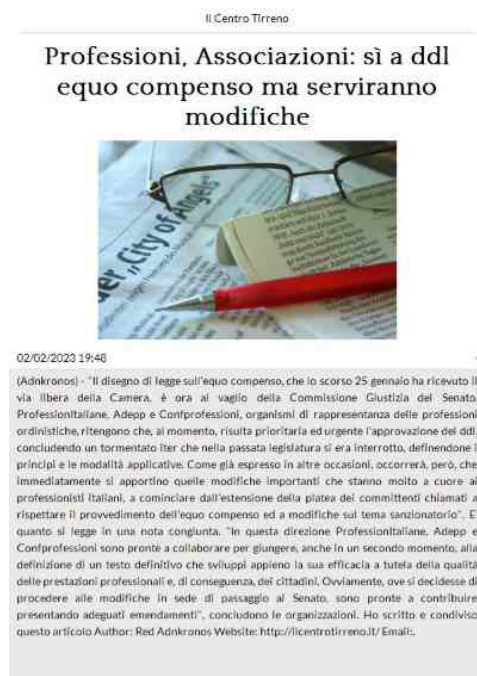 Il Centro Tirreno
Professioni, Associazioni: sì a ddl
equo compenso ma serviranno
modifiche
er „City of Angels"
02/02/2023 19:48
(Adnkronos) - "Il disegno di legge sull'equo compenso, che lo scorso 25 gennaio ha ricevuto il
via libera della Camera, è ora al vaglio della Commissione Giustizia del Senato.
ProfessionItaliane, Adepp e Confprofessioni, organismi di rappresentanza delle professioni
ordinistiche, ritengono che, al momento, risulta prioritaria ed urgente l'approvazione del ddl,
concludendo un tormentato iter che nella passata legislatura si era interrotto, definendone i
principi e le modalità applicative. Come già espresso in altre occasioni, occorrerà, però, che
immediatamente si apportino quelle modifiche importanti che stanno molto a cuore ai
professionisti italiani, a cominciare dall'estensione della platea dei committenti chiamati a
rispettare il provvedimento dell'equo compenso ed a modifiche sul tema sanzionatorio". E'
quanto si legge in una nota congiunta. "In questa direzione ProfessionItaliane, Adepp e
Confprofessioni sono pronte a collaborare per giungere, anche in un secondo momento, alla
definizione di un testo definitivo che sviluppi appieno la sua efficacia a tutela della qualità
delle prestazioni professionali e, di conseguenza, dei cittadini. Ovviamente, ove si decidesse di
procedere alle modifiche in sede di passaggio al Senato, sono pronte a contribuire
presentando adeguati emendamenti", concludono le organizzazioni. Ho scritto e condiviso
questo articolo Author: Red Adnkronos Website: http://ilcentrotirreno.it/ Email:.